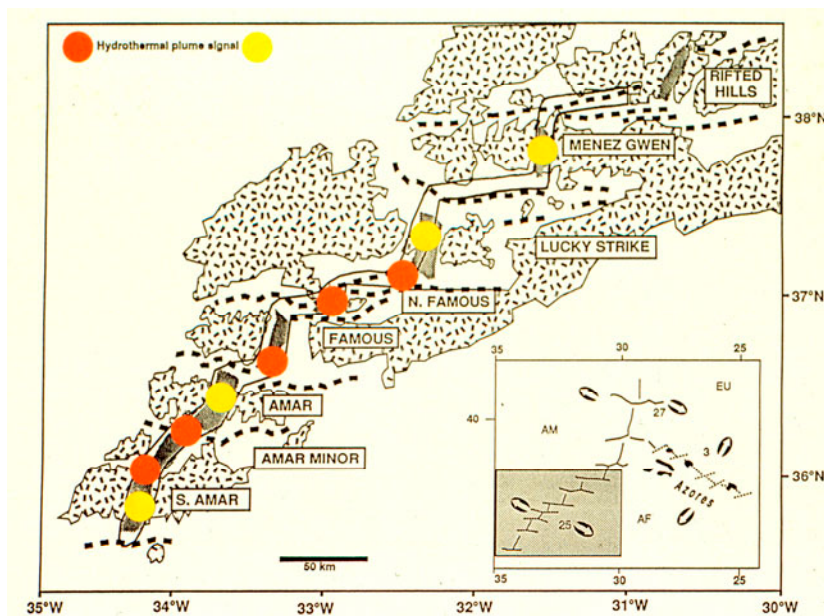 Hydrothermal plume signal
RIFTED
HILLS
38°N
MENEZ GWEN
LUCKY STRIKE
37°N
N. FAMOUS
FAMOUS
AMAR
AMAR MINOR
36°N
S. AMAR
50 km
35°W
34°W
33°W
32°W
31°W
30°W
35
30
25
EU
40
27
AM
3
Azores
25
AF
35
30
25